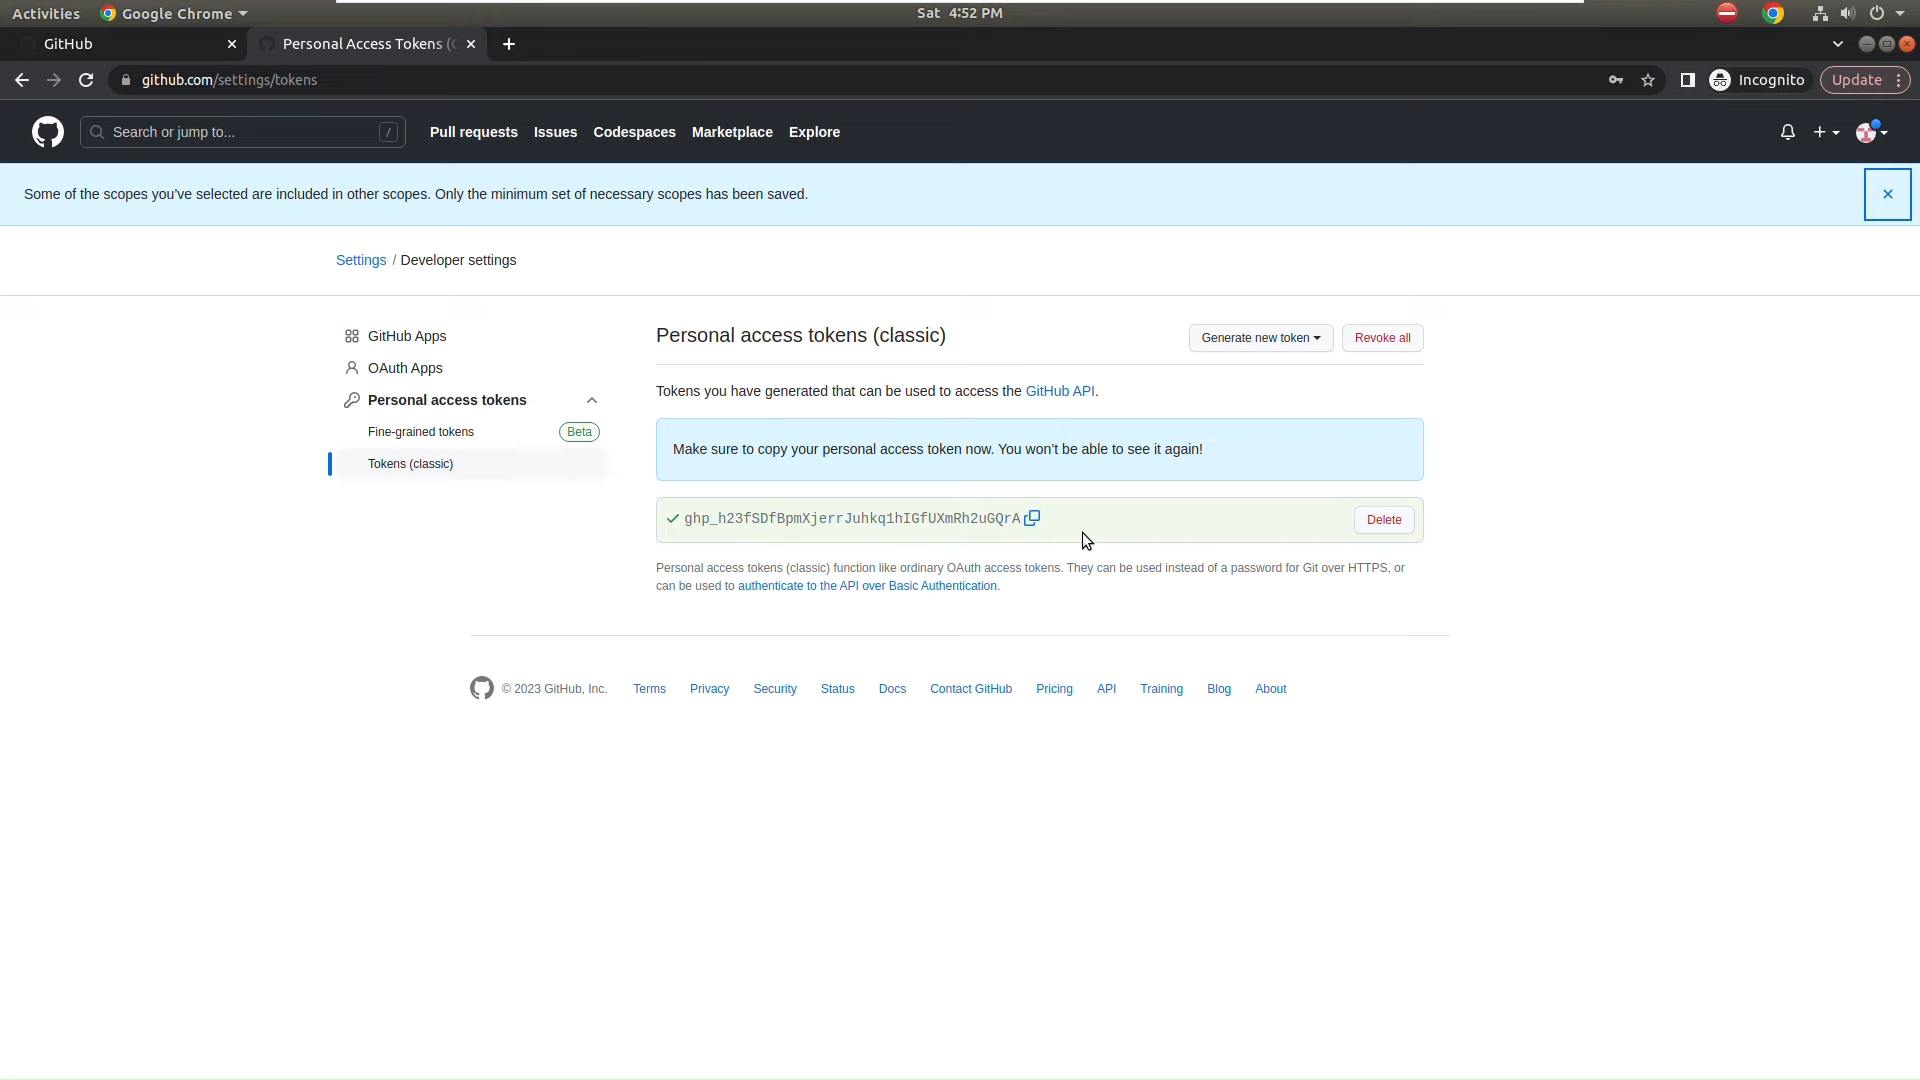 Activities Google Chrome Sat 4:52 PM
GitHub Personal Access Tokens (
github.com/settings/tokens Incognito Update
Search or jump to... / Pull requests Issues Codespaces Marketplace Explore
Some of the scopes you've selected are included in other scopes. Only the minimum set of necessary scopes has been saved.
Settings / Developer settings
GitHub Apps
OAuth Apps
Personal access tokens
Fine-grained tokens Beta
Tokens (classic)
Personal access tokens (classic) Generate new token Revoke all
Tokens you have generated that can be used to access the GitHub API.
Make sure to copy your personal access token now. You won't be able to see it again!
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 Delete
Personal access tokens (classic) function like ordinary OAuth access tokens. They can be used instead of a password for Git over HTTPS, or
can be used to authenticate to the API over Basic Authentication.
© 2023 GitHub, Inc. Terms Privacy Security Status Docs Contact GitHub Pricing API Training Blog About